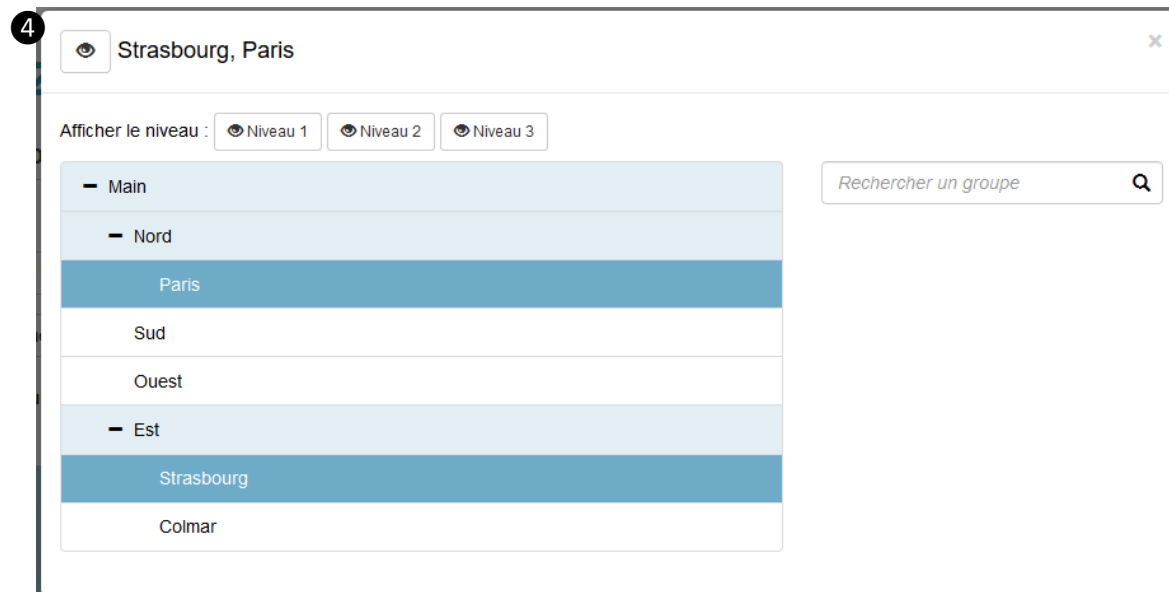 4
Strasbourg, Paris
×
Afficher le niveau : Niveau 1 Niveau 2 Niveau 3
Main
Rechercher un groupe
Nord
Paris
Sud
Ouest
Est
Strasbourg
Colmar